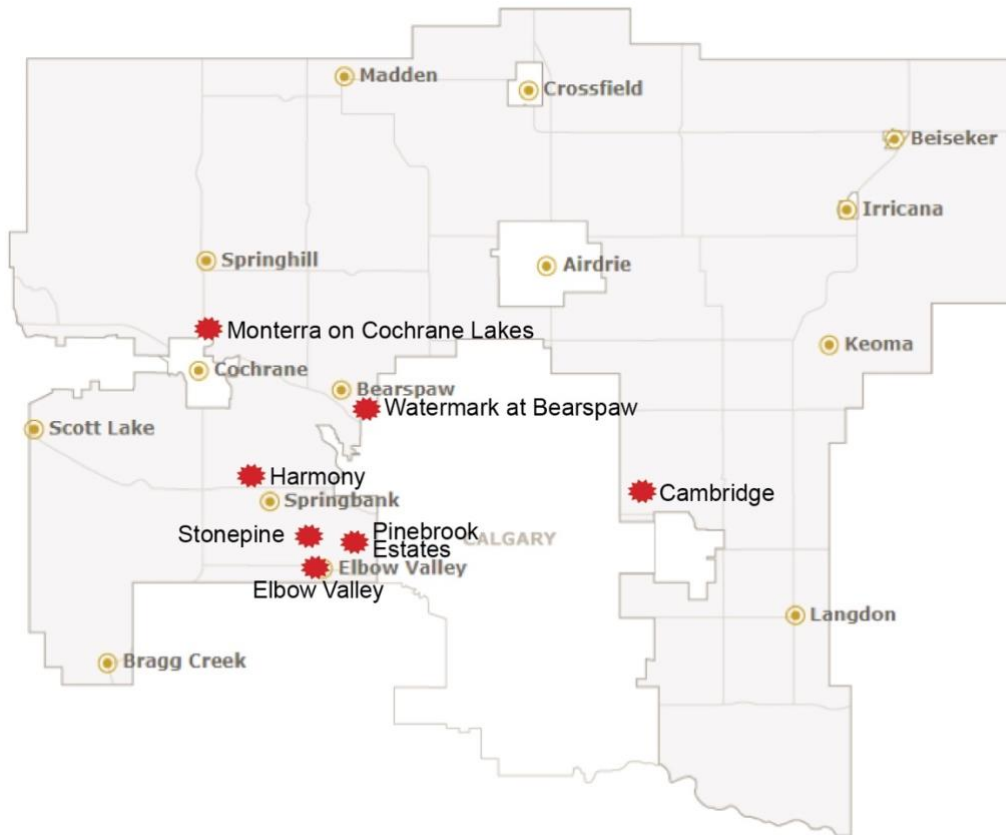 Madden
Crossfield
Beiseker
Irricana
Springhill
Airdrie
Monterra on Cochrane Lakes
Keoma
Cochrane
Bearspaw
Watermark at Bearspaw
Scott Lake
Harmony
Cambridge
Springbank
Stonepine
Pinebrook
Estates
CALGARY
Elbow Valley
Elbow Valley
Langdon
Bragg Creek